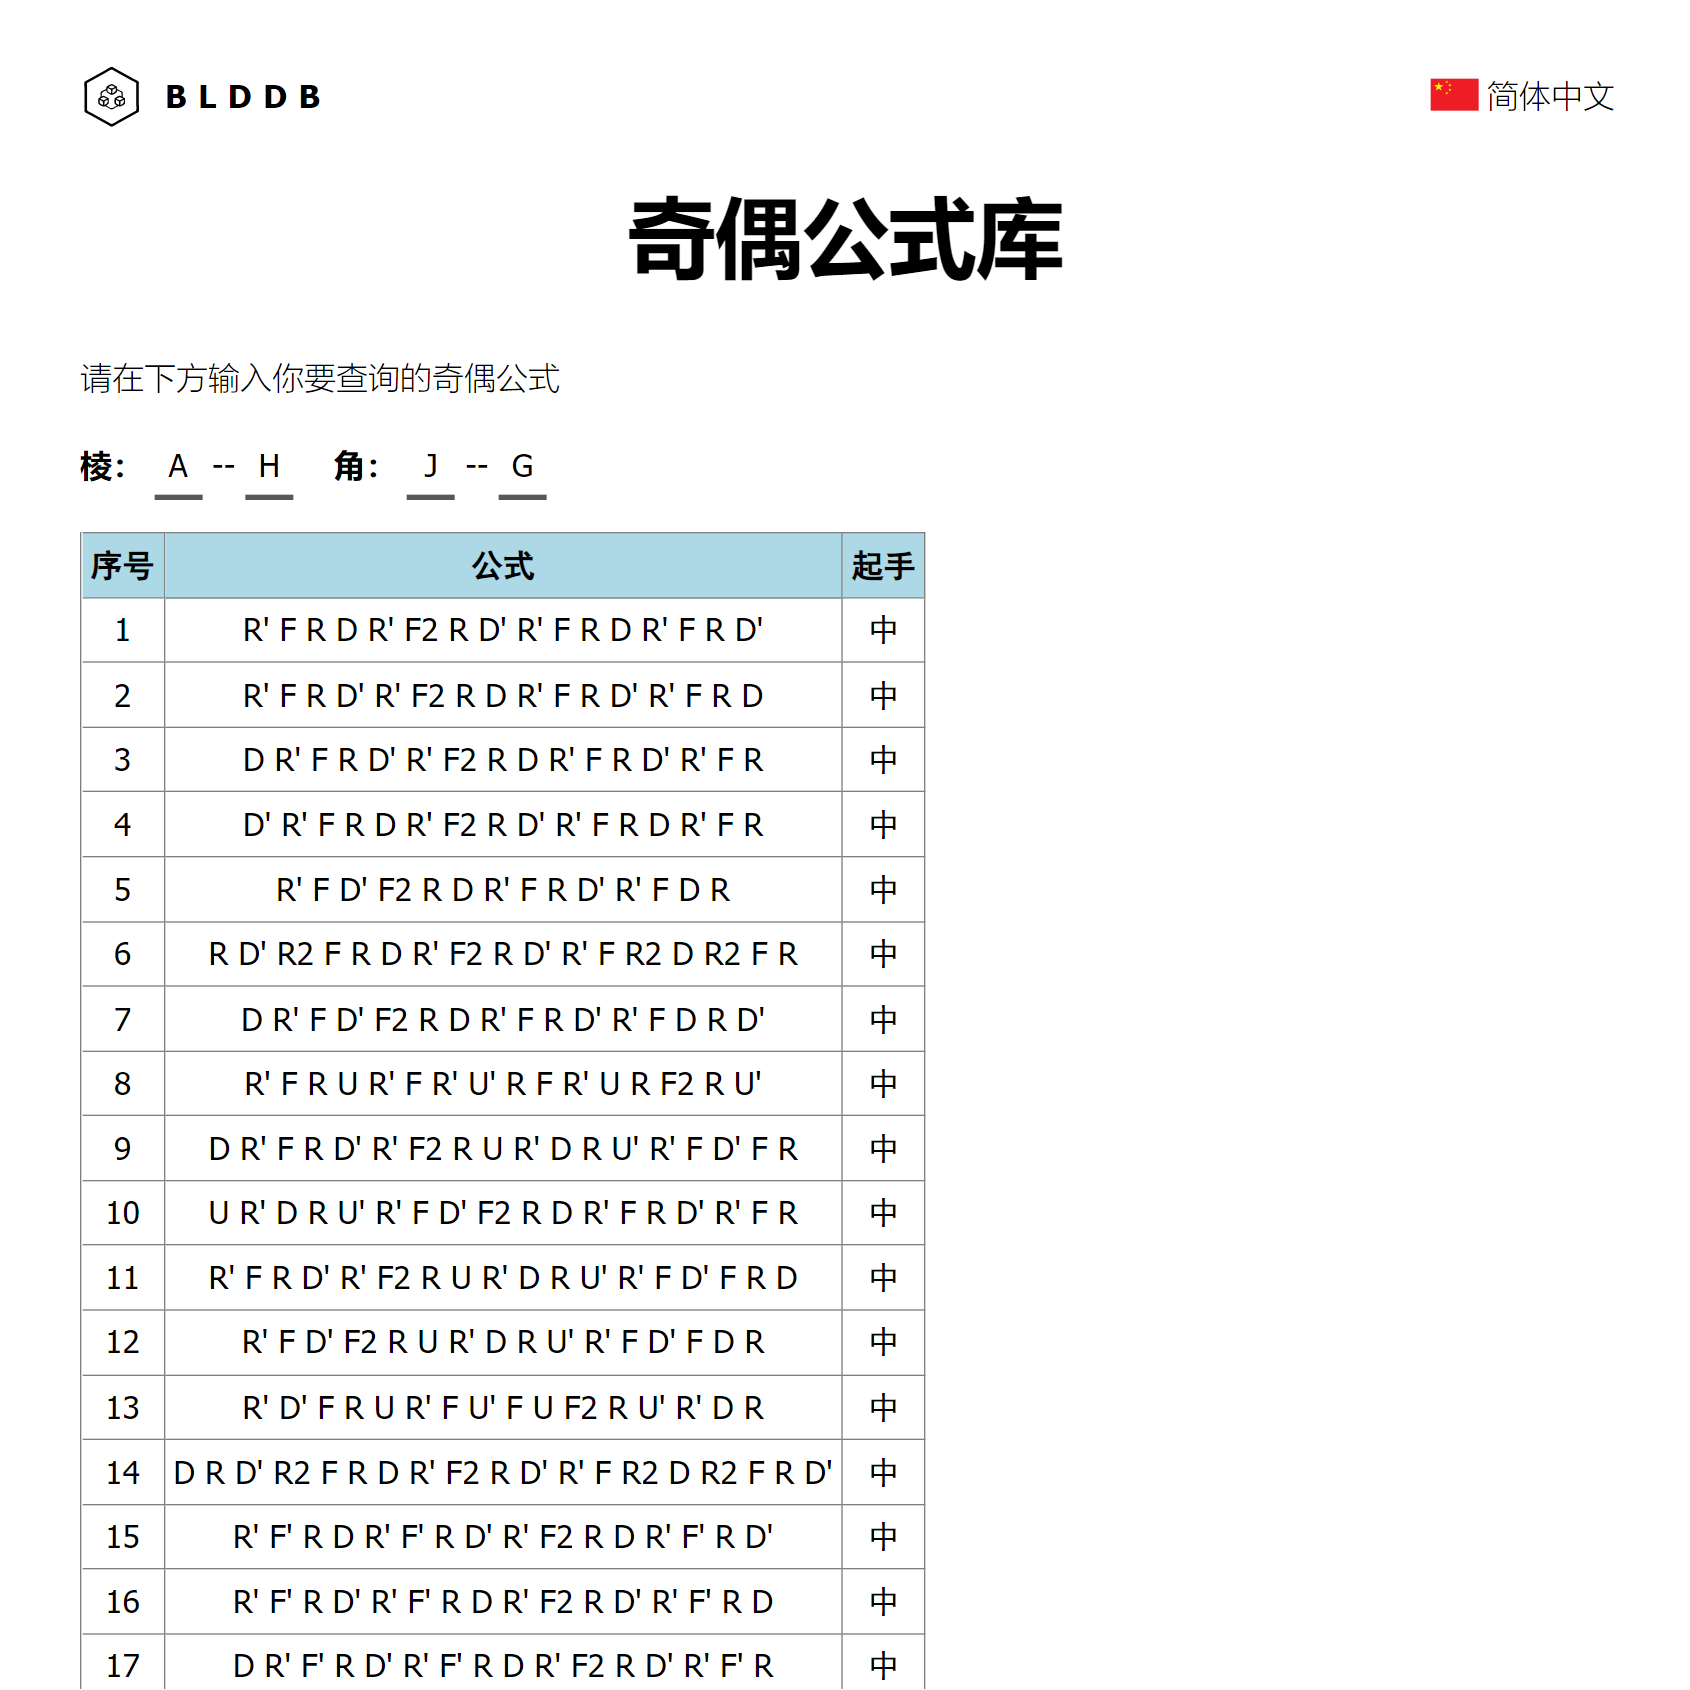 BLDDB
简体中文
奇偶公式库
请在下方输入你要查询的奇偶公式
棱： A -- H 角： J -- G
序号 公式 起手
1 R' F R D R' F2 R D' R' F R D R' F R D' 中
2 R' F R D' R' F2 R D R' F R D' R' F R D 中
3 D R' F R D' R' F2 R D R' F R D' R' F R 中
4 D' R' F R D R' F2 R D' R' F R D R' F R 中
5 R' F D' F2 R D R' F R D' R' F D R 中
6 R D' R2 F R D R' F2 R D' R' F R2 D R2 F R 中
7 D R' F D' F2 R D R' F R D' R' F D R D' 中
8 R' F R U R' F R' U' R F R' U R F2 R U' 中
9 D R' F R D' R' F2 R U R' D R U' R' F D' F R 中
10 U R' D R U' R' F D' F2 R D R' F R D' R' F R 中
11 R' F R D' R' F2 R U R' D R U' R' F D' F R D 中
12 R' F D' F2 R U R' D R U' R' F D' F D R 中
13 R' D' F R U R' F U' F U F2 R U' R' D R 中
14 D R D' R2 F R D R' F2 R D' R' F R2 D R2 F R D' 中
15 R' F' R D R' F' R D' R' F2 R D R' F' R D' 中
16 R' F' R D' R' F' R D R' F2 R D' R' F' R D 中
17 D R' F' R D' R' F' R D R' F2 R D' R' F' R 中